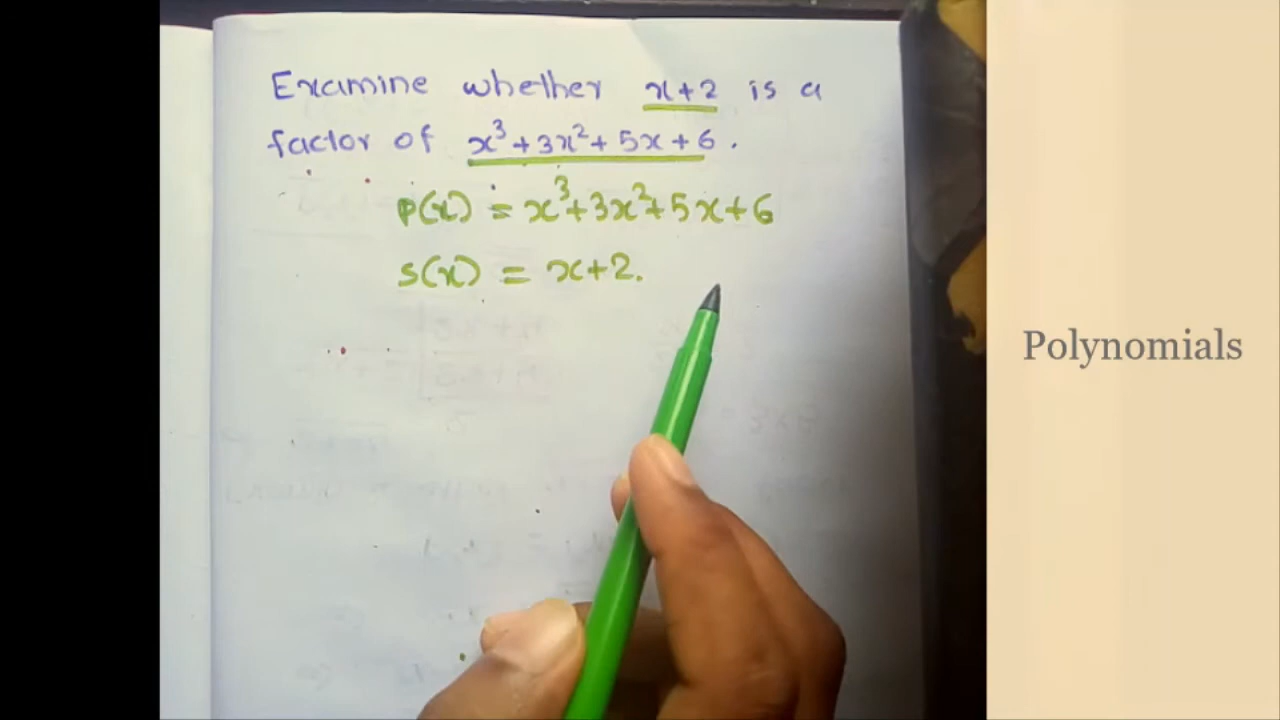 Examine whether x+2 is a
factor of x³+3x²+5x+6.
p(x) = x³+3x²+5x+6
s(x) = x+2.
Polynomials